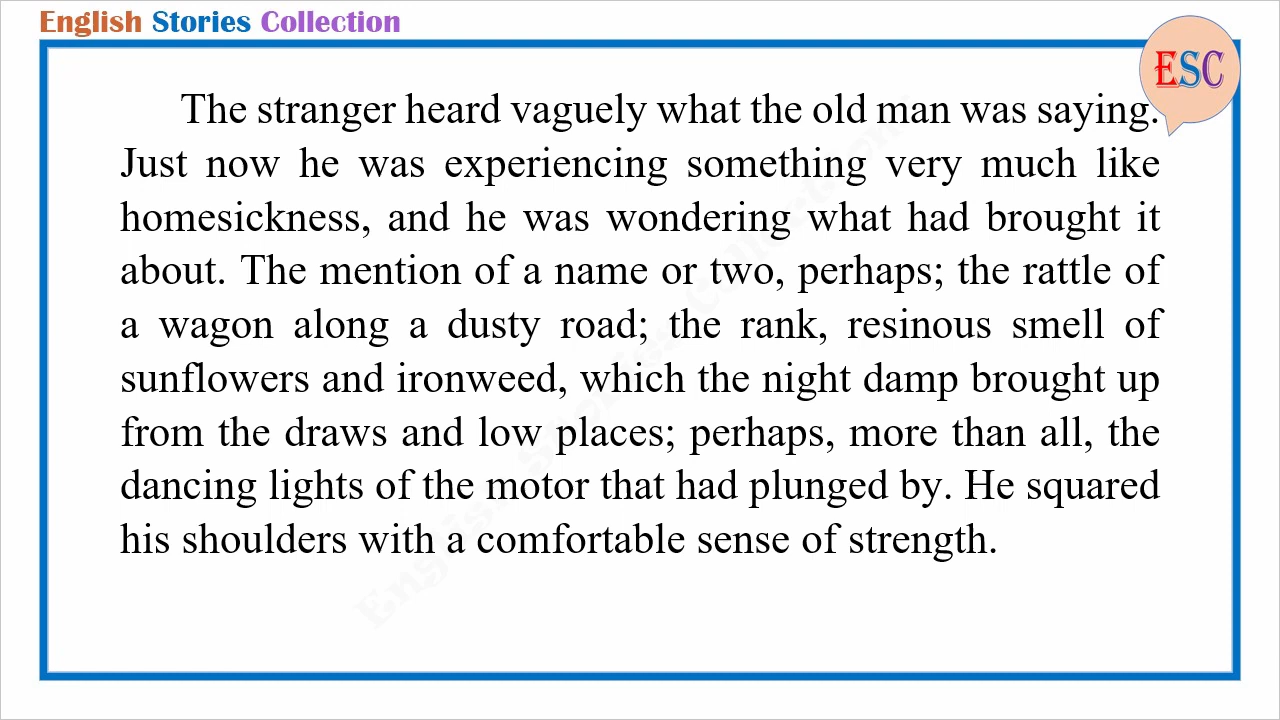 English Stories Collection
ESC
The stranger heard vaguely what the old man was saying.
Just now he was experiencing something very much like
homesickness, and he was wondering what had brought it
about. The mention of a name or two, perhaps; the rattle of
a wagon along a dusty road; the rank, resinous smell of
sunflowers and ironweed, which the night damp brought up
from the draws and low places; perhaps, more than all, the
dancing lights of the motor that had plunged by. He squared
his shoulders with a comfortable sense of strength.
English Stories Collection